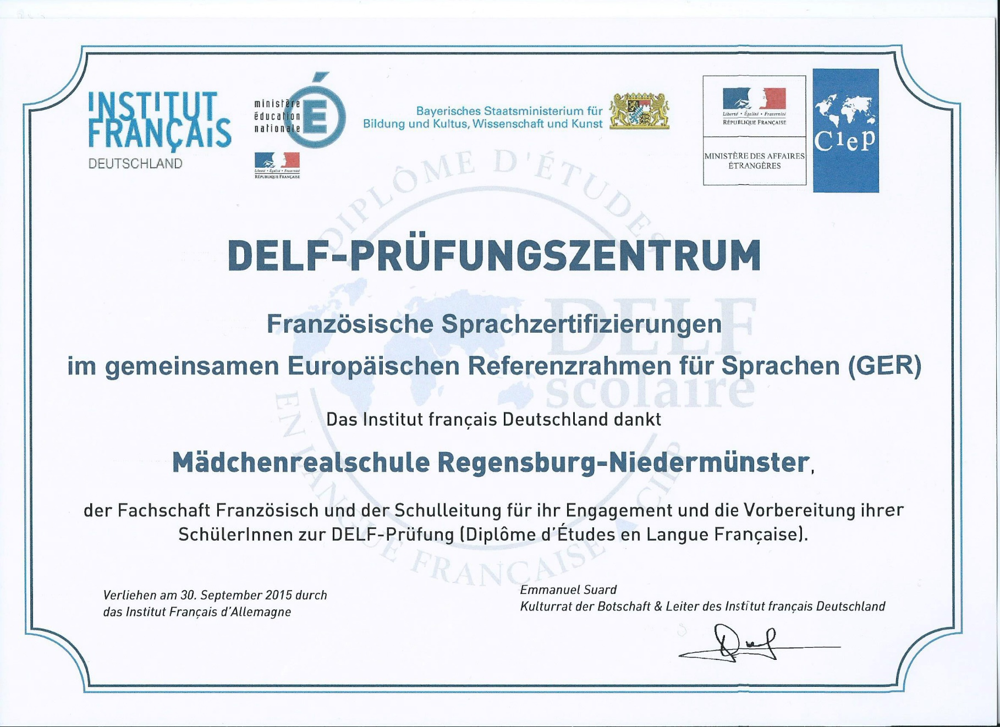 INSTITUT
FRANÇAIS
DEUTSCHLAND
ministère
éducation
nationale
É
Liberté • Égalité • Fraternité
RÉPUBLIQUE FRANÇAISE
Bayerisches Staatsministerium für
Bildung und Kultus, Wissenschaft und Kunst
Liberté • Égalité • Fraternité
RÉPUBLIQUE FRANÇAISE
MINISTÈRE DES AFFAIRES
ÉTRANGÈRES
Ciep
DIPLÔME D'ÉTUDES
DELF-PRÜFUNGSZENTRUM
DELF
scolaire
Französische Sprachzertifizierungen
im gemeinsamen Europäischen Referenzrahmen für Sprachen (GER)
Das Institut français Deutschland dankt
Mädchenrealschule Regensburg-Niedermünster,
der Fachschaft Französisch und der Schulleitung für ihr Engagement und die Vorbereitung ihrer
SchülerInnen zur DELF-Prüfung (Diplôme d'Études en Langue Française).
EN LANGUE FRANÇAISE CIEP
Verliehen am 30. September 2015 durch
das Institut Français d'Allemagne
Emmanuel Suard
Kulturrat der Botschaft & Leiter des Institut français Deutschland